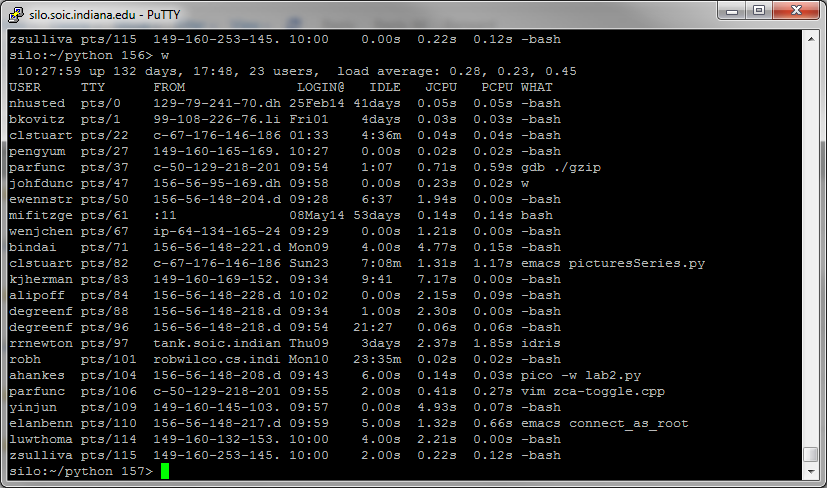 silo.soic.indiana.edu - PuTTY
zsulliva pts/115  149-160-253-145. 10:00    0.00s  0.22s  0.12s -bash
silo:~/python 156> w
 10:27:59 up 132 days, 17:48, 23 users,  load average: 0.28, 0.23, 0.45
USER     TTY      FROM              LOGIN@   IDLE   JCPU   PCPU WHAT
nhusted  pts/0    129-79-241-70.dh 25Feb14 41days  0.05s  0.05s -bash
bkovitz  pts/1    99-108-226-76.li Fri01    4days  0.03s  0.03s -bash
clstuart pts/22   c-67-176-146-186 01:33    4:36m  0.04s  0.04s -bash
pengyum  pts/27   149-160-165-169. 10:27    0.00s  0.02s  0.02s -bash
parfunc  pts/37   c-50-129-218-201 09:54    1:07   0.71s  0.59s gdb ./gzip
johfdunc pts/47   156-56-95-169.dh 09:58    0.00s  0.23s  0.02s w
ewennstr pts/50   156-56-148-204.d 09:28    6:37   1.94s  0.00s -bash
mifitzge pts/61   :11              08May14 53days  0.14s  0.14s bash
wenjchen pts/67   ip-64-134-165-24 09:29    0.00s  1.21s  0.00s -bash
bindai   pts/71   156-56-148-221.d Mon09    4.00s  4.77s  0.15s -bash
clstuart pts/82   c-67-176-146-186 Sun23    7:08m  1.31s  1.17s emacs picturesSeries.py
kjherman pts/83   149-160-169-152. 09:34    9:41   7.17s  0.00s -bash
alipoff  pts/84   156-56-148-228.d 10:02    0.00s  2.15s  0.09s -bash
degreenf pts/88   156-56-148-218.d 09:34    1.00s  2.30s  0.00s -bash
degreenf pts/96   156-56-148-218.d 09:54   21:27   0.06s  0.06s -bash
rrnewton pts/97   tank.soic.indian Thu09    3days  2.37s  1.85s idris
robh     pts/101  robwilco.cs.indi Mon10   23:35m  0.02s  0.02s -bash
ahankes  pts/104  156-56-148-208.d 09:43    6.00s  0.14s  0.03s pico -w lab2.py
parfunc  pts/106  c-50-129-218-201 09:55    2.00s  0.41s  0.27s vim zca-toggle.cpp
yinjun   pts/109  149-160-145-103. 09:57    0.00s  4.93s  0.07s -bash
elanbenn pts/110  156-56-148-217.d 09:59    5.00s  1.32s  0.66s emacs connect_as_root
luwthoma pts/114  149-160-132-153. 10:00    4.00s  2.21s  0.00s -bash
zsulliva pts/115  149-160-253-145. 10:00    2.00s  0.22s  0.12s -bash
silo:~/python 157>